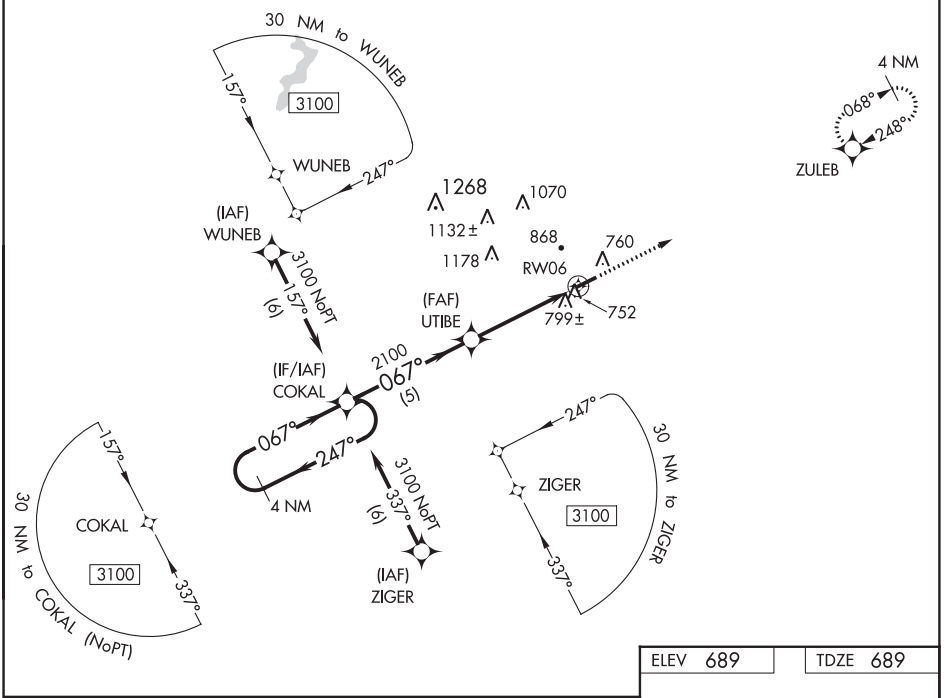 30 NM to WUNEB
157°
3100
WUNEB
247°
4 NM
068°
248°
ZULEB
(IAF)
WUNEB
3100 NoPT
157°
(6)
1268
1070
1132±
1178
868
760
RW06
752
799±
(FAF)
UTIBE
(IF/IAF)
COKAL
2100
067°
(5)
067°
247°
4 NM
3100 NoPT
337°
(6)
(IAF)
ZIGER
157°
COKAL
3100
337°
30 NM to COKAL (NoPT)
247°
ZIGER
3100
337°
30 NM to ZIGER
ELEV 689
TDZE 689